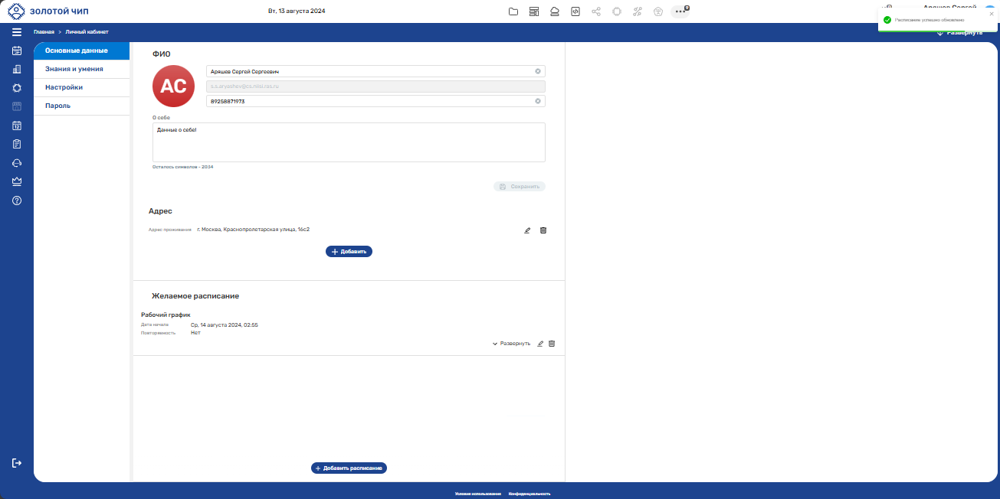 ЗОЛОТОЙ ЧИП
Вт, 13 августа 2024
Расписание успешно обновлено
Главная > Личный кабинет
Развернуть
Основные данные
Знания и умения
Настройки
Пароль
ФИО
АС
Аряшев Сергей Сергеевич
s.s.aryashev@cs.niisi.ras.ru
89258871973
О себе
Данные о себе!
Осталось символов - 2034
Сохранить
Адрес
Адрес проживания г. Москва, Краснопролетарская улица, 16с2
Добавить
Желаемое расписание
Рабочий график
Дата начала Ср, 14 августа 2024, 02:55
Повторяемость Нет
Развернуть
Добавить расписание
Условия использования Конфиденциальность